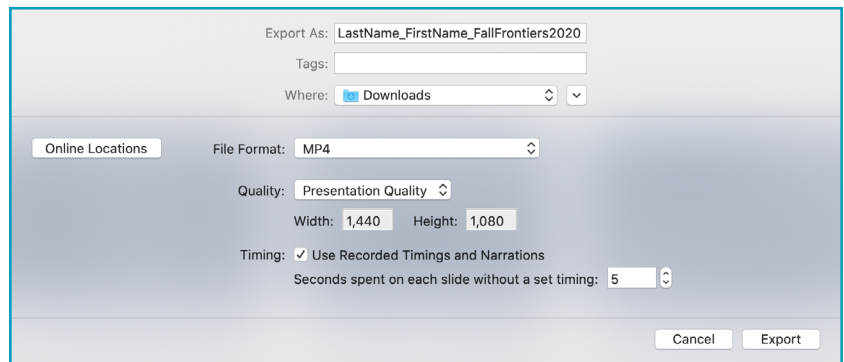 Export As: LastName_FirstName_FallFrontiers2020
Tags:
Where: Downloads
Online Locations File Format: MP4
Quality: Presentation Quality
Width: 1,440 Height: 1,080
Timing: Use Recorded Timings and Narrations
Seconds spent on each slide without a set timing: 5
Cancel Export